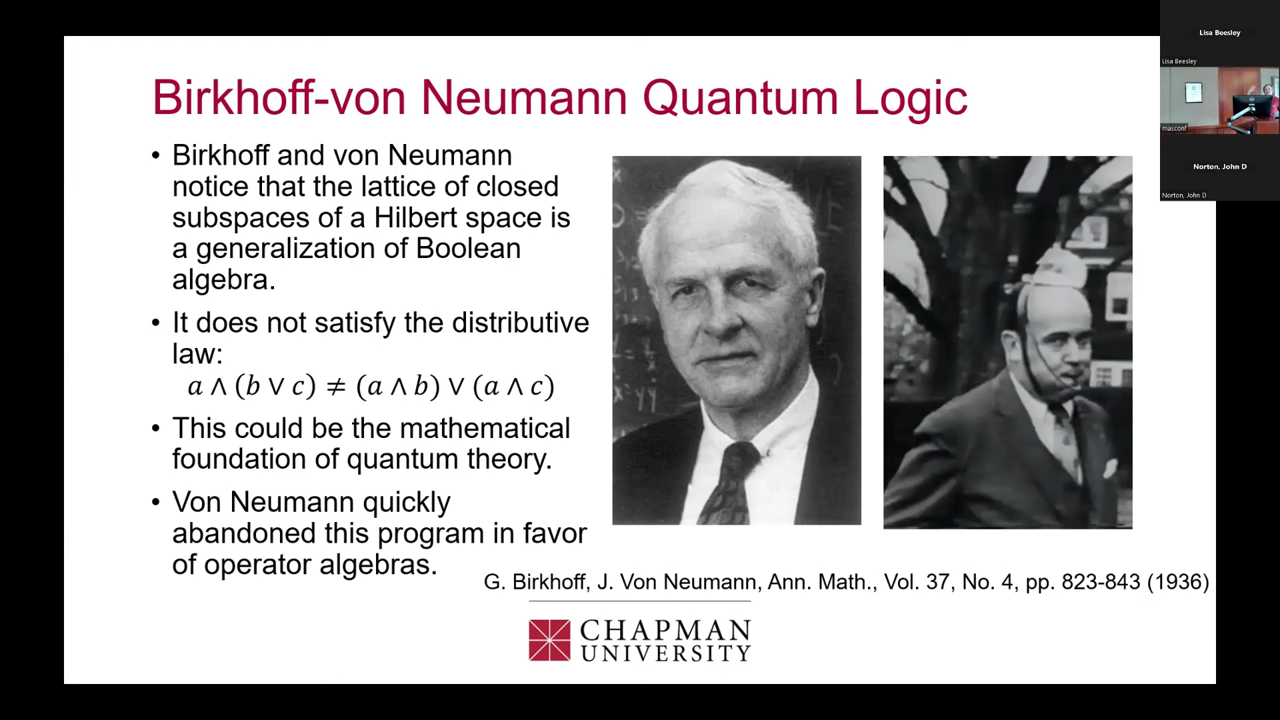 Birkhoff-von Neumann Quantum Logic
• Birkhoff and von Neumann
notice that the lattice of closed
subspaces of a Hilbert space is
a generalization of Boolean
algebra.
• It does not satisfy the distributive
law:
a ∧ (b ∨ c) ≠ (a ∧ b) ∨ (a ∧ c)
• This could be the mathematical
foundation of quantum theory.
• Von Neumann quickly
abandoned this program in favor
of operator algebras.
G. Birkhoff, J. Von Neumann, Ann. Math., Vol. 37, No. 4, pp. 823-843 (1936)
CHAPMAN
UNIVERSITY
Lisa Beesley
Lisa Beesley
masconf
Norton, John D
Norton, John D